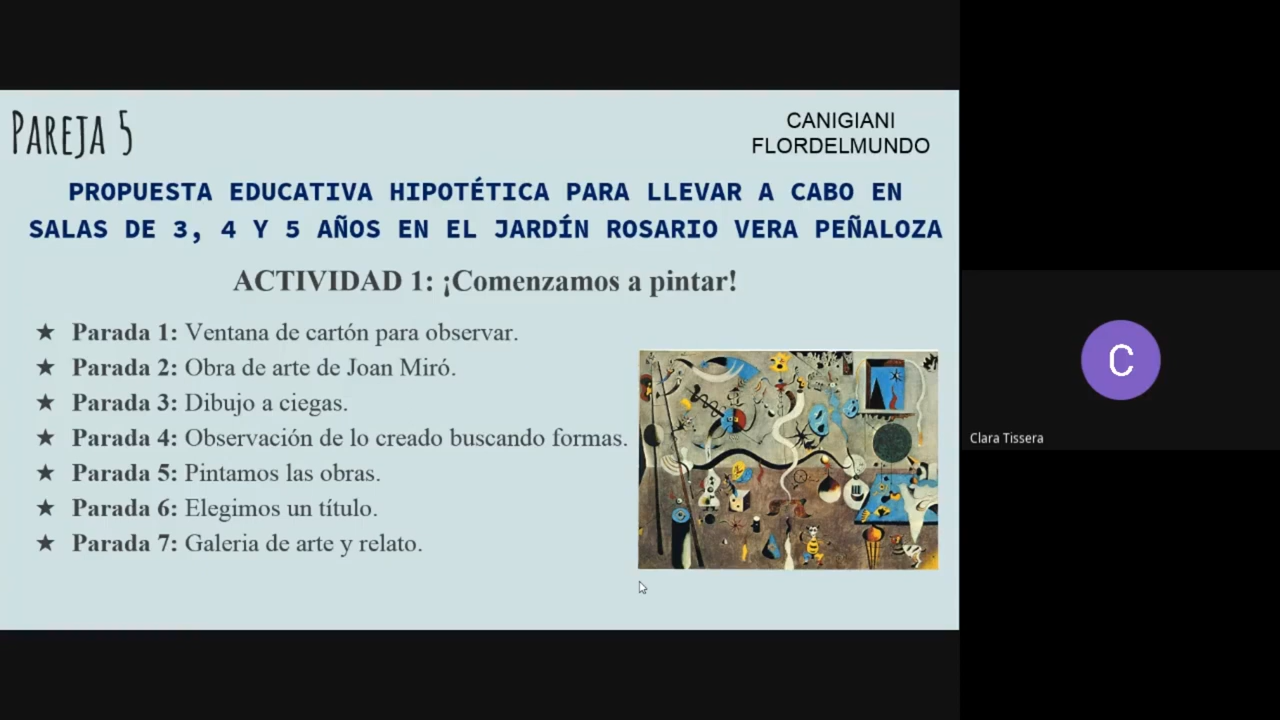 PAREJA 5
CANIGIANI
FLORDELMUNDO
PROPUESTA EDUCATIVA HIPOTÉTICA PARA LLEVAR A CABO EN
SALAS DE 3, 4 Y 5 AÑOS EN EL JARDÍN ROSARIO VERA PEÑALOZA
ACTIVIDAD 1: ¡Comenzamos a pintar!
★ Parada 1: Ventana de cartón para observar.
★ Parada 2: Obra de arte de Joan Miró.
★ Parada 3: Dibujo a ciegas.
★ Parada 4: Observación de lo creado buscando formas.
★ Parada 5: Pintamos las obras.
★ Parada 6: Elegimos un título.
★ Parada 7: Galeria de arte y relato.
C
Clara Tissera